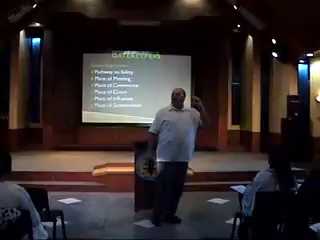 GATEKEEPERS
Pathway to Safety
Place of Meeting
Place of Commerce
Place of Court
Place of Influence
Place of Government